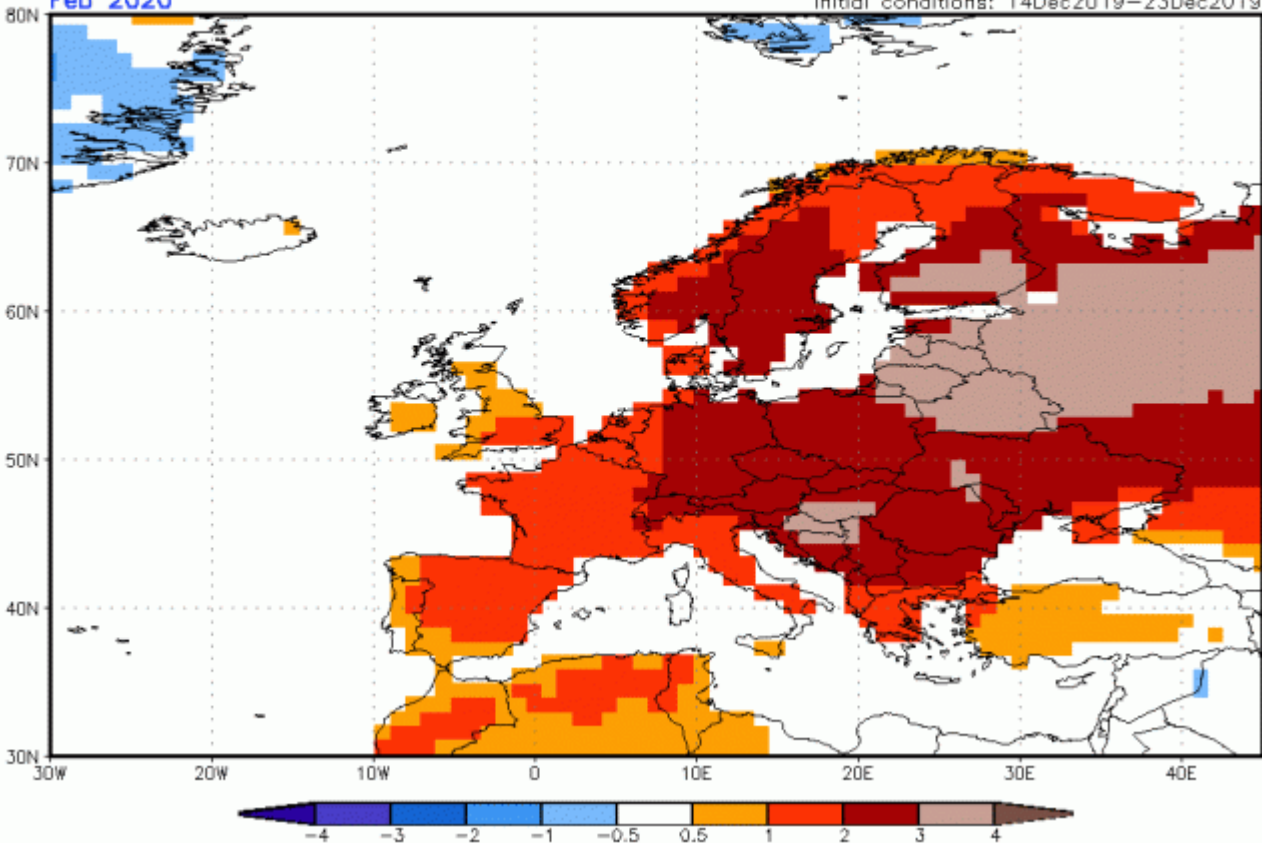 Feb 2020
Initial conditions: 14Dec2019−23Dec2019
80N
70N
60N
50N
40N
30N
30W 20W 10W 0 10E 20E 30E 40E
−4 −3 −2 −1 −0.5 0.5 1 2 3 4